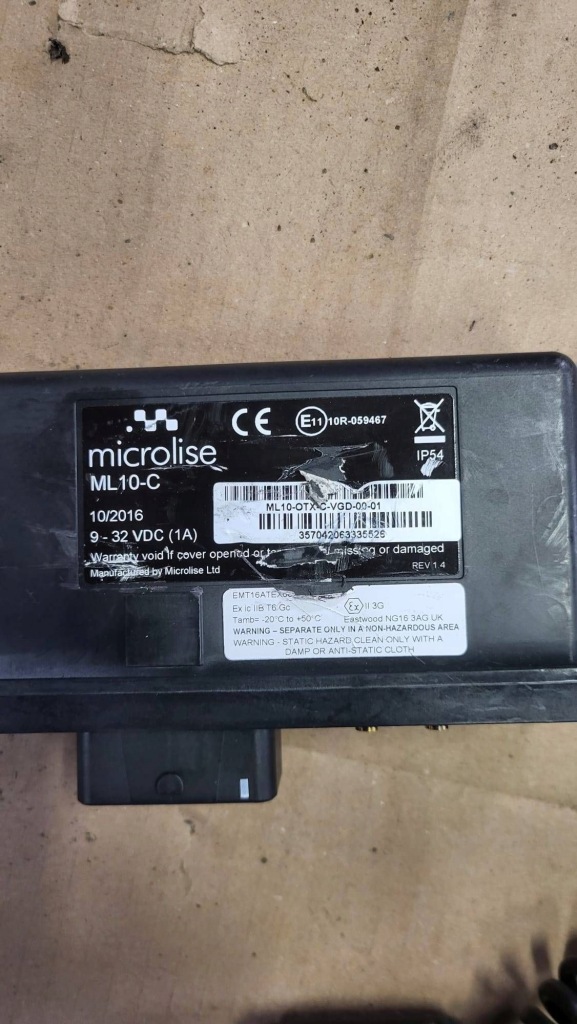 CE E11 10R-059467
microlise
IP54
ML10-C
ML10-OTX-C-VGD-00-01
10/2016
9 - 32 VDC (1A)
357042063335526
Warranty void if cover opened or missing or damaged
Manufactured by Microlise Ltd
REV 1.4
EMT16ATEX
Ex ic IIB T6 Gc Ex II 3G
Tamb= -20°C to +50°C Eastwood NG16 3AG UK
WARNING – SEPARATE ONLY IN A NON-HAZARDOUS AREA
WARNING - STATIC HAZARD CLEAN ONLY WITH A
DAMP OR ANTI-STATIC CLOTH